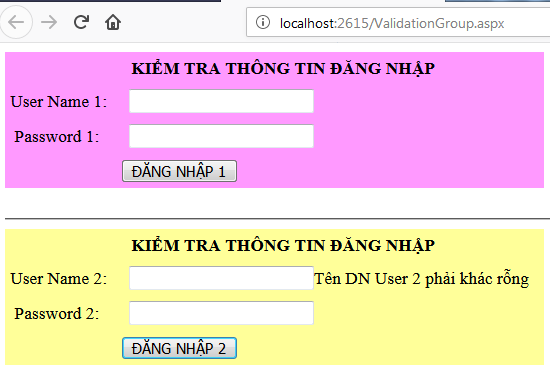 localhost:2615/ValidationGroup.aspx
KIỂM TRA THÔNG TIN ĐĂNG NHẬP
User Name 1:
Password 1:
ĐĂNG NHẬP 1
KIỂM TRA THÔNG TIN ĐĂNG NHẬP
User Name 2: Tên DN User 2 phải khác rỗng
Password 2:
ĐĂNG NHẬP 2